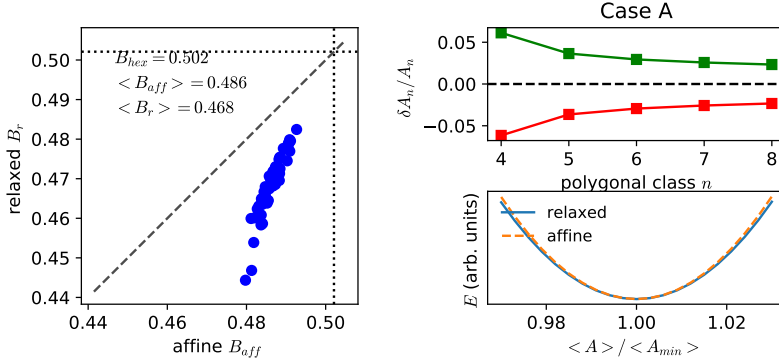 0.50
0.49
0.48
0.47
0.46
0.45
0.44
relaxed B_r
B_hex = 0.502
< B_aff > = 0.486
< B_r > = 0.468
0.44 0.46 0.48 0.50
affine B_aff
Case A
0.05
0.00
−0.05
δA_n/A_n
4 5 6 7 8
polygonal class n
E (arb. units)
relaxed
affine
0.98 1.00 1.02
< A > / < A_min >